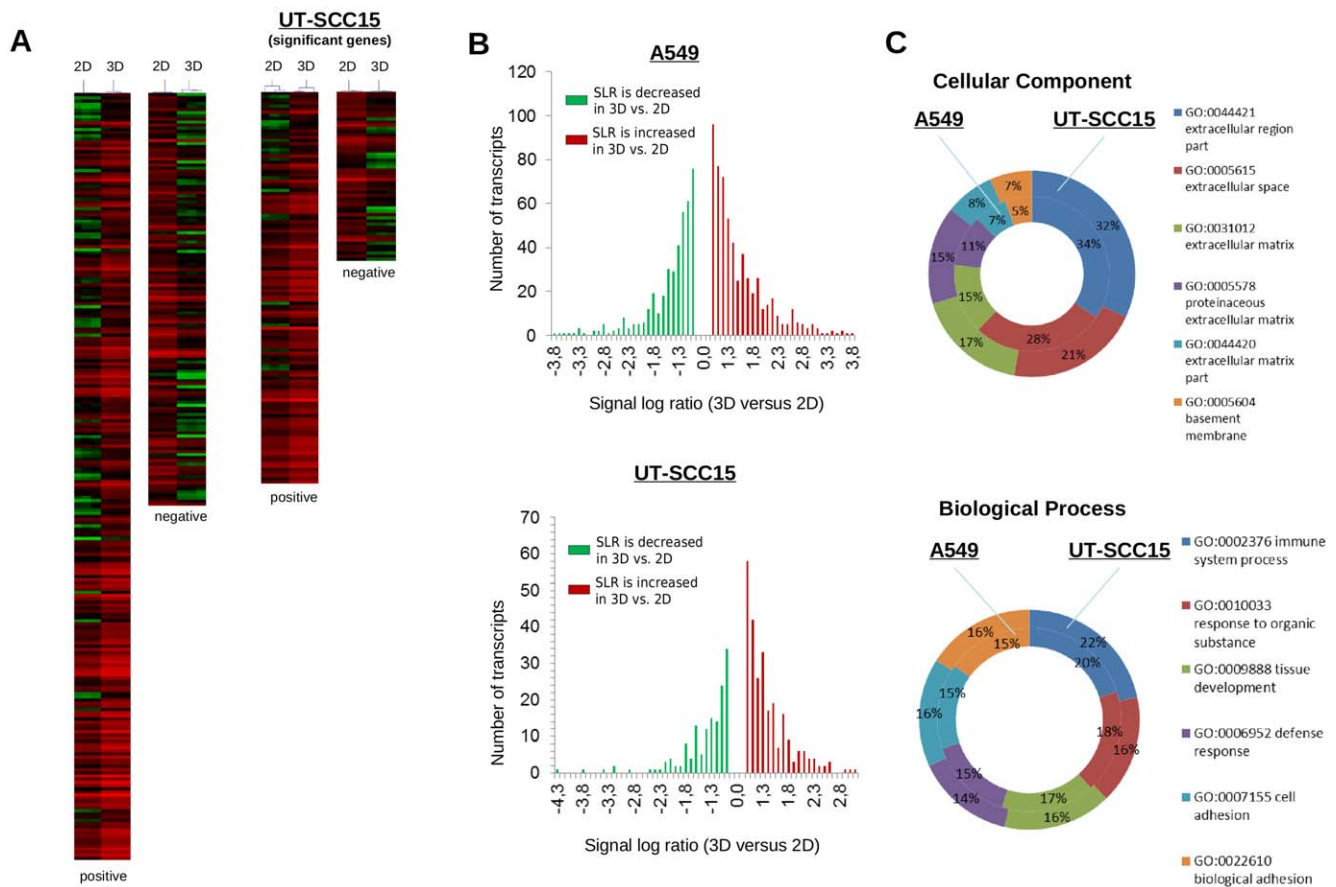 A
UT-SCC15
(significant genes)
2D 3D 2D 3D 2D 3D 2D 3D
negative
positive
negative
positive
B
A549
SLR is decreased
in 3D vs. 2D
SLR is increased
in 3D vs. 2D
Number of transcripts
120
100
80
60
40
20
0
-3,8 -3,3 -2,8 -2,3 -1,8 -1,3 0,0 1,3 1,8 2,3 2,8 3,3 3,8
Signal log ratio (3D versus 2D)
UT-SCC15
SLR is decreased
in 3D vs. 2D
SLR is increased
in 3D vs. 2D
Number of transcripts
70
60
50
40
30
20
10
0
-4,3 -3,8 -3,3 -2,8 -2,3 -1,8 -1,3 0,0 1,3 1,8 2,3 2,8
Signal log ratio (3D versus 2D)
C
Cellular Component
A549 UT-SCC15
7%
5%
8%
7%
32%
34%
11%
15%
15%
17%
28%
21%
GO:0044421
extracellular region
part
GO:0005615
extracellular space
GO:0031012
extracellular matrix
GO:0005578
proteinaceous
extracellular matrix
GO:0044420
extracellular matrix
part
GO:0005604
basement
membrane
Biological Process
A549 UT-SCC15
16%
15%
22%
20%
15%
16%
18%
16%
15%
14%
17%
16%
GO:0002376 immune
system process
GO:0010033
response to organic
substance
GO:0009888 tissue
development
GO:0006952 defense
response
GO:0007155 cell
adhesion
GO:0022610
biological adhesion